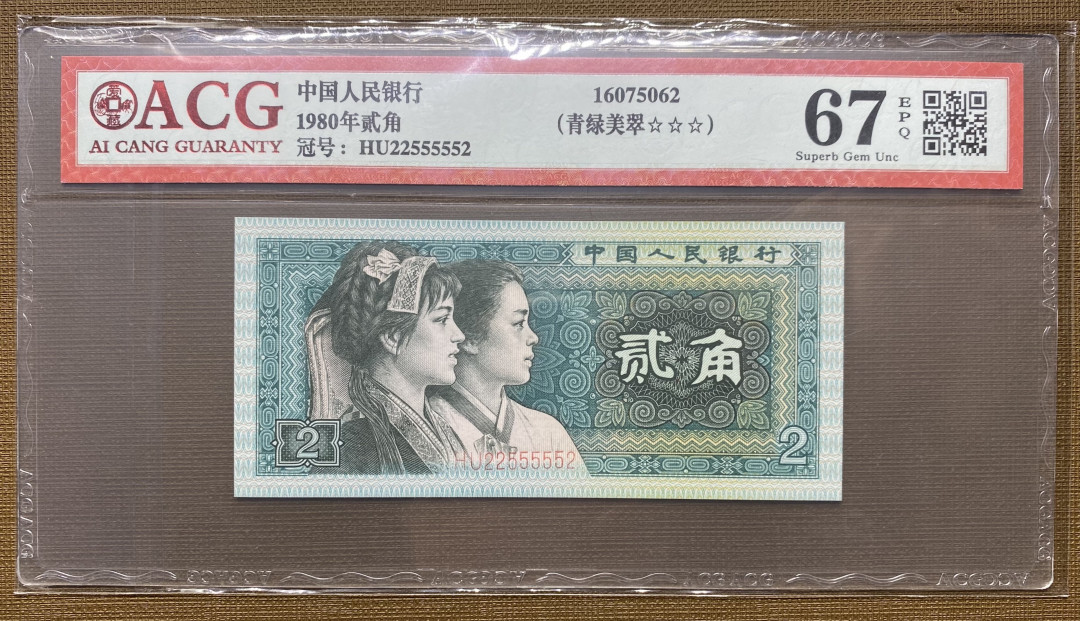 ACG
AI CANG GUARANTY
中国人民银行
1980年贰角
冠号: HU22555552
16075062
(青绿美翠☆☆☆)
67
EPQ
Superb Gem Unc
中国人民银行
贰角
2
2
HU22555552